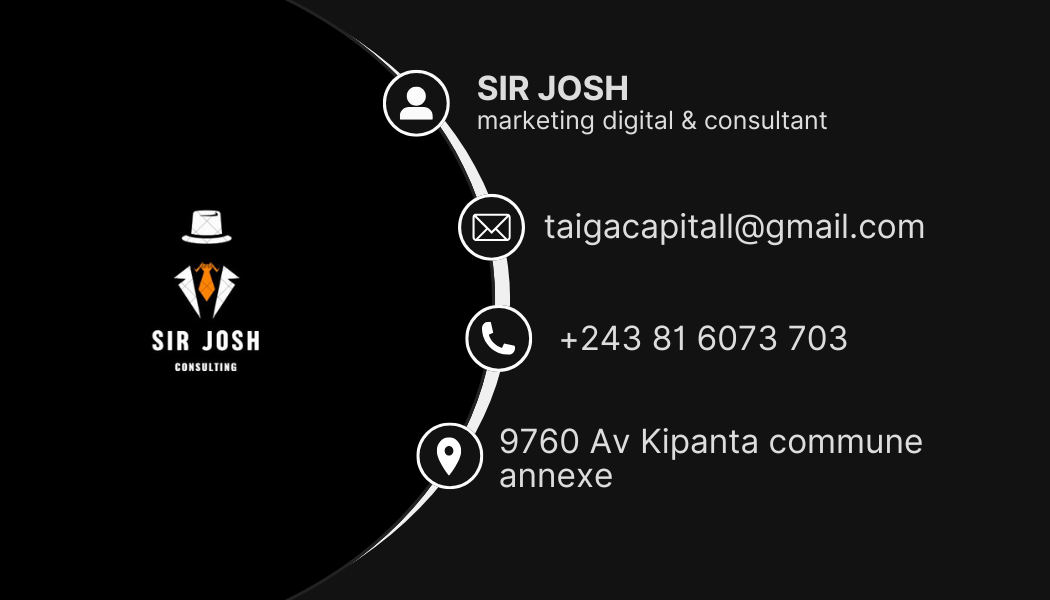 SIR JOSH
marketing digital & consultant
taigacapitall@gmail.com
+243 81 6073 703
9760 Av Kipanta commune
annexe
SIR JOSH
CONSULTING